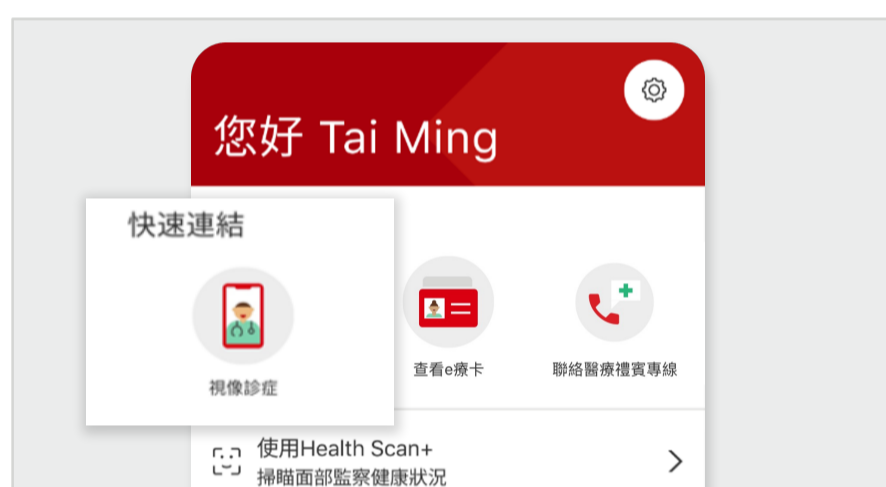 您好 Tai Ming
快速連結
視像診症
查看e療卡
聯絡醫療禮賓專線
使用Health Scan+
掃瞄面部監察健康狀況